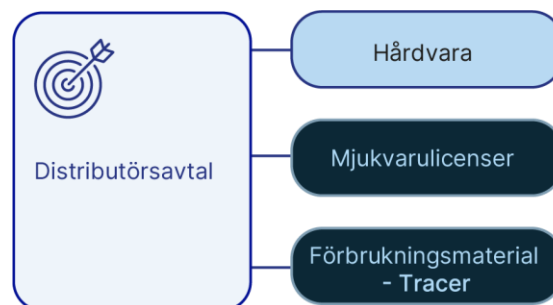 Distributörsavtal
Hårdvara
Mjukvarulicenser
Förbrukningsmaterial
- Tracer